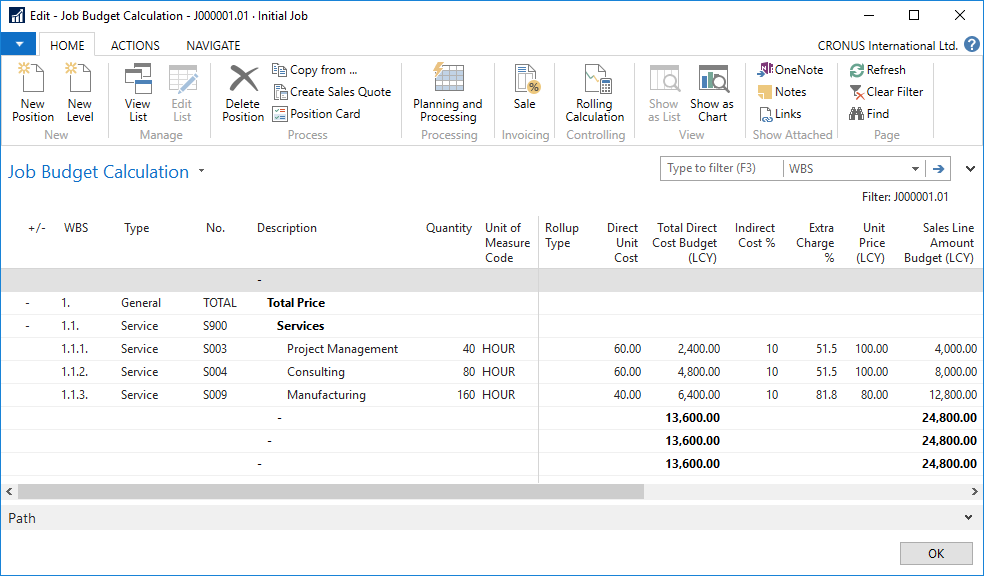 Edit - Job Budget Calculation - J000001.01 · Initial Job
HOME ACTIONS NAVIGATE CRONUS International Ltd. ?
New Position
New Level
New
View List
Edit List
Manage
Delete Position
Copy from ...
Create Sales Quote
Position Card
Process
Planning and Processing
Processing
Sale
Invoicing
Rolling Calculation
Controlling
Show as List
Show as Chart
View
OneNote
Notes
Links
Show Attached
Refresh
Clear Filter
Find
Page
Job Budget Calculation
Type to filter (F3) WBS
Filter: J000001.01
+/- WBS Type No. Description Quantity Unit of Measure Code Rollup Type Direct Unit Cost Total Direct Cost Budget (LCY) Indirect Cost % Extra Charge % Unit Price (LCY) Sales Line Amount Budget (LCY)
-
- 1. General TOTAL Total Price
- 1.1. Service S900 Services
1.1.1. Service S003 Project Management 40 HOUR 60.00 2,400.00 10 51.5 100.00 4,000.00
1.1.2. Service S004 Consulting 80 HOUR 60.00 4,800.00 10 51.5 100.00 8,000.00
1.1.3. Service S009 Manufacturing 160 HOUR 40.00 6,400.00 10 81.8 80.00 12,800.00
- 13,600.00 24,800.00
- 13,600.00 24,800.00
- 13,600.00 24,800.00
Path
OK